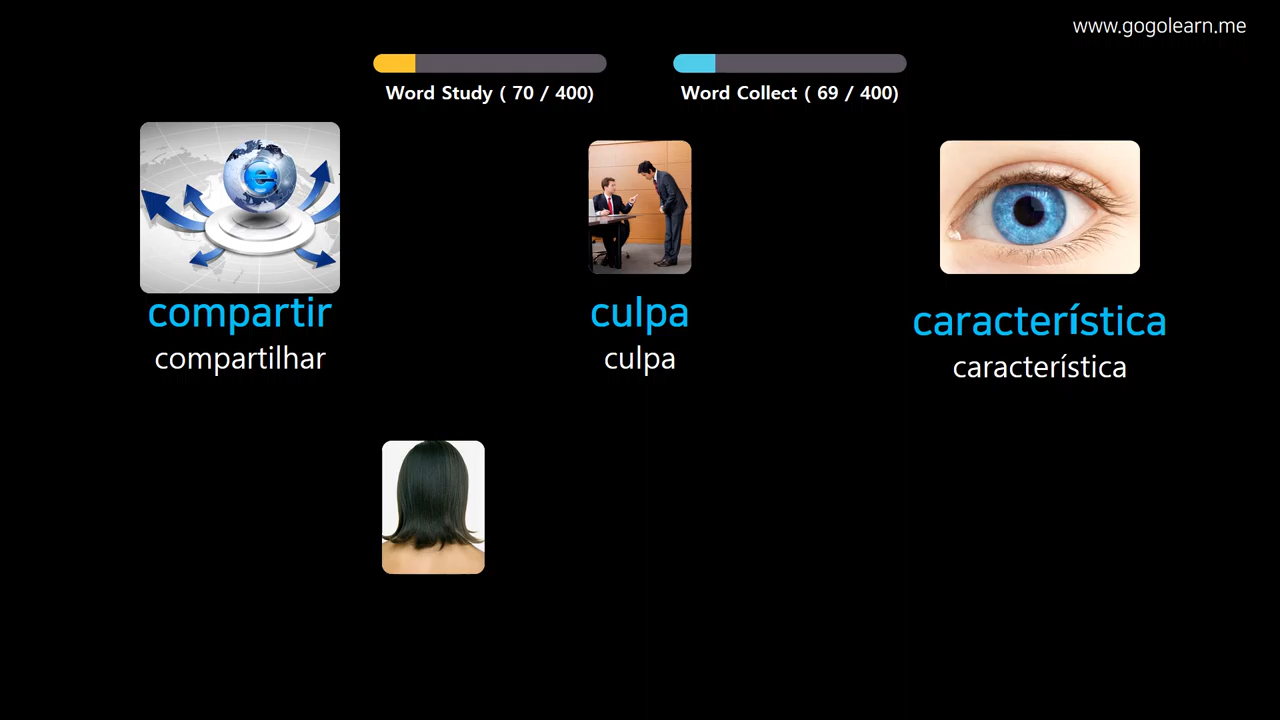 www.gogolearn.me
Word Study ( 70 / 400)
Word Collect ( 69 / 400)
e
compartir
culpa
característica
compartilhar
culpa
característica